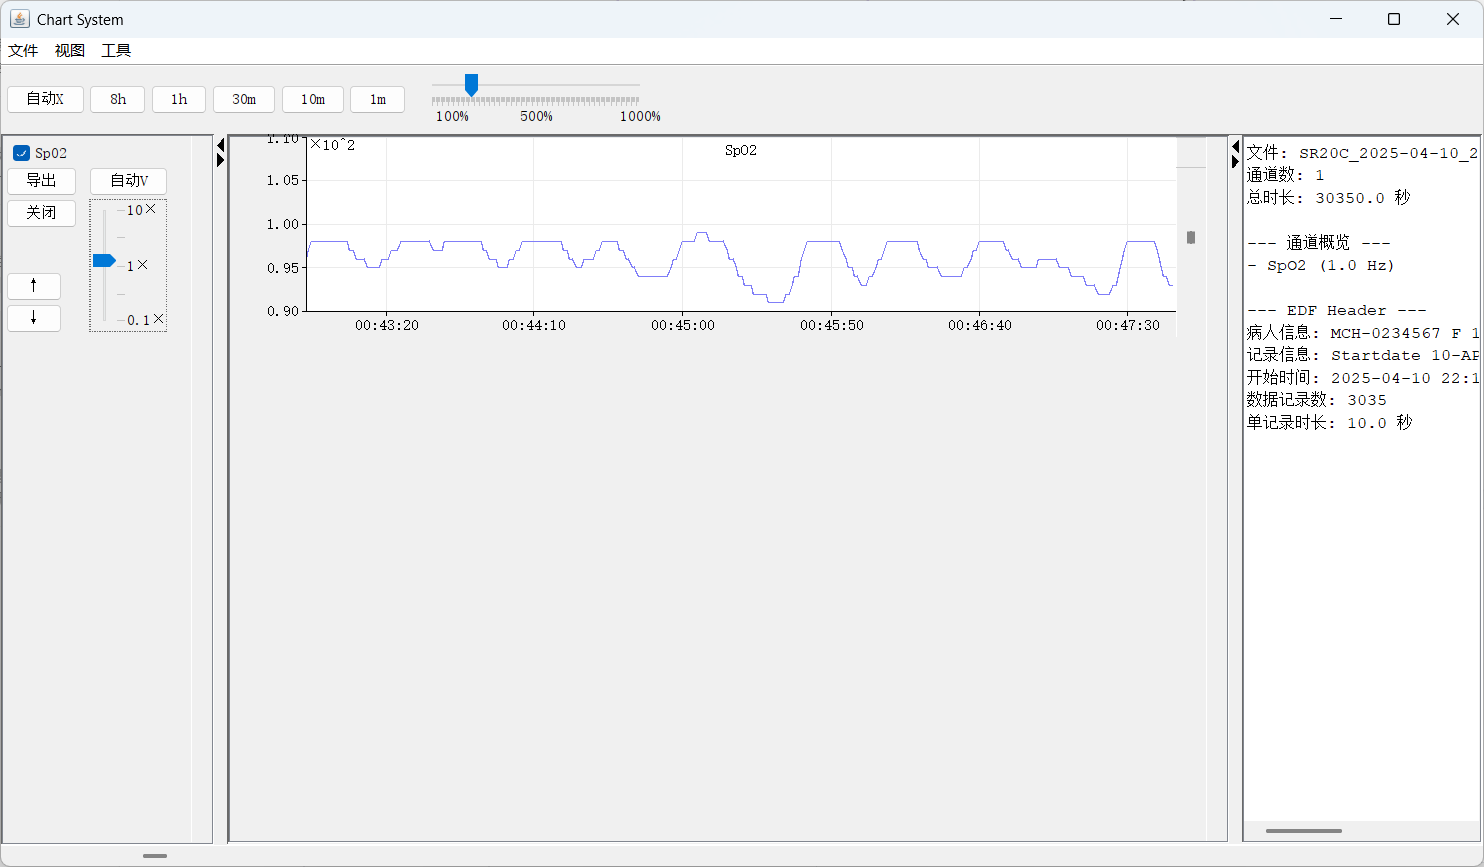 Chart System
文件 视图 工具
自动X 8h 1h 30m 10m 1m
100% 500% 1000%
SpO2
导出 自动V
关闭
10×
1×
0.1×
↑
↓
×10^2
SpO2
1.10
1.05
1.00
0.95
0.90
00:43:20 00:44:10 00:45:00 00:45:50 00:46:40 00:47:30
文件: SR20C_2025-04-10_2
通道数: 1
总时长: 30350.0 秒
--- 通道概览 ---
- SpO2 (1.0 Hz)
--- EDF Header ---
病人信息: MCH-0234567 F 1
记录信息: Startdate 10-AP
开始时间: 2025-04-10 22:1
数据记录数: 3035
单记录时长: 10.0 秒